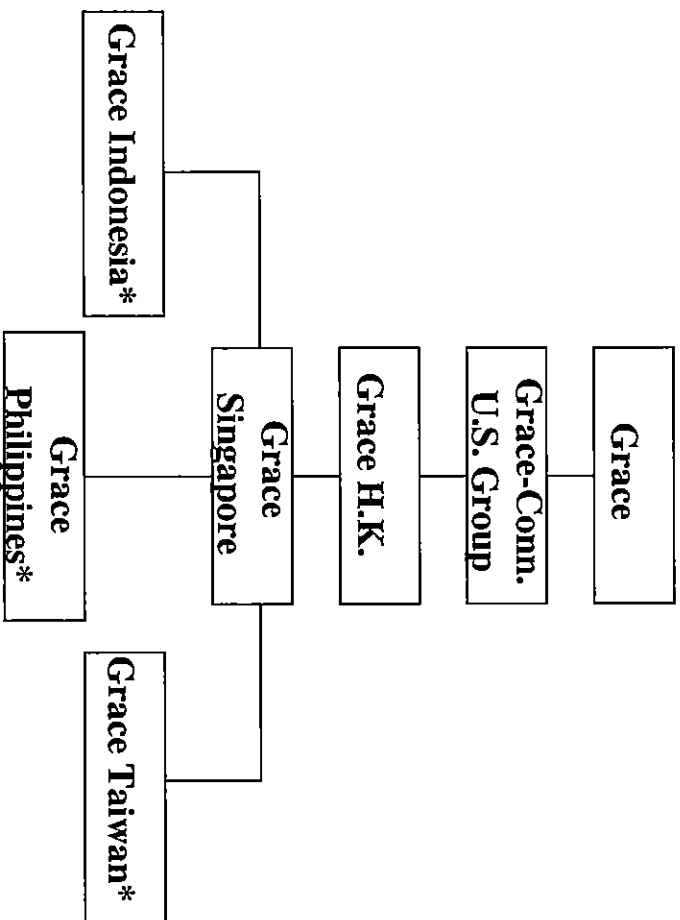 Grace
Grace-Conn.
U.S. Group
Grace H.K.
Grace
Singapore
Grace Indonesia*
Grace
Philippines*
Grace Taiwan*